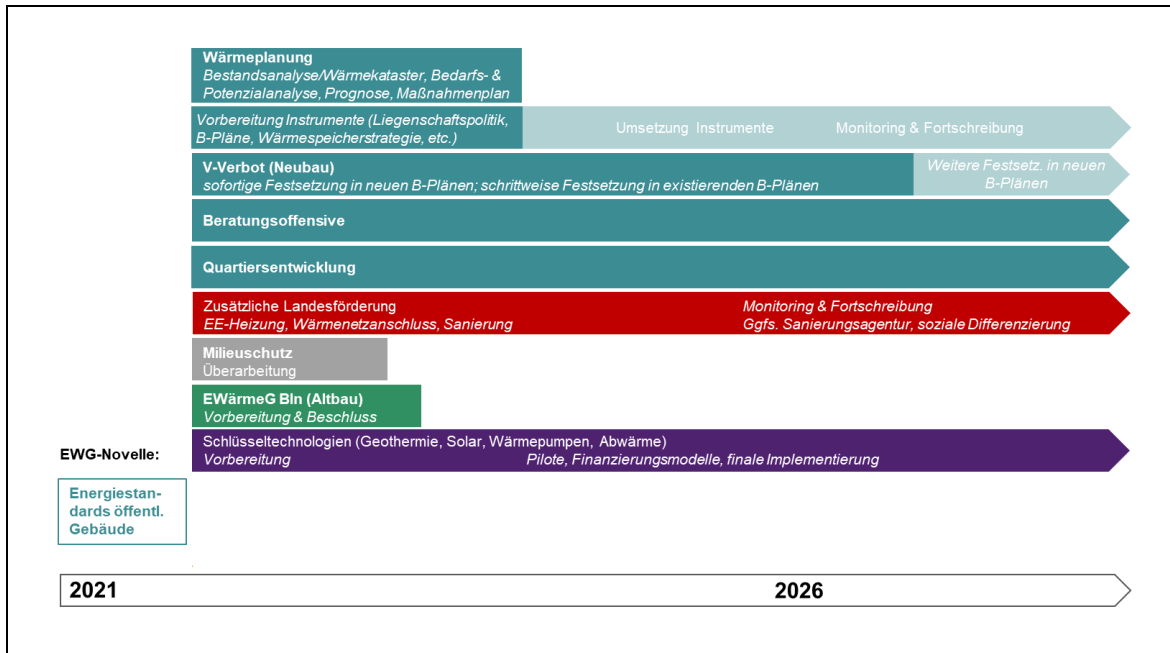 Wärmeplanung
Bestandsanalyse/Wärmekataster, Bedarfs- &
Potenzialanalyse, Prognose, Maßnahmenplan
Vorbereitung Instrumente (Liegenschaftspolitik,
B-Pläne, Wärmespeicherstrategie, etc.)
Umsetzung Instrumente
Monitoring & Fortschreibung
V-Verbot (Neubau)
sofortige Festsetzung in neuen B-Plänen; schrittweise Festsetzung in existierenden B-Plänen
Weitere Festsetz. in neuen
B-Plänen
Beratungsoffensive
Quartiersentwicklung
Zusätzliche Landesförderung
EE-Heizung, Wärmenetzanschluss, Sanierung
Monitoring & Fortschreibung
Ggfs. Sanierungsagentur, soziale Differenzierung
Milieuschutz
Überarbeitung
EWärmeG Bln (Altbau)
Vorbereitung & Beschluss
Schlüsseltechnologien (Geothermie, Solar, Wärmepumpen, Abwärme)
Vorbereitung
Pilote, Finanzierungsmodelle, finale Implementierung
EWG-Novelle:
Energiestan-
dards öffentl.
Gebäude
2021
2026